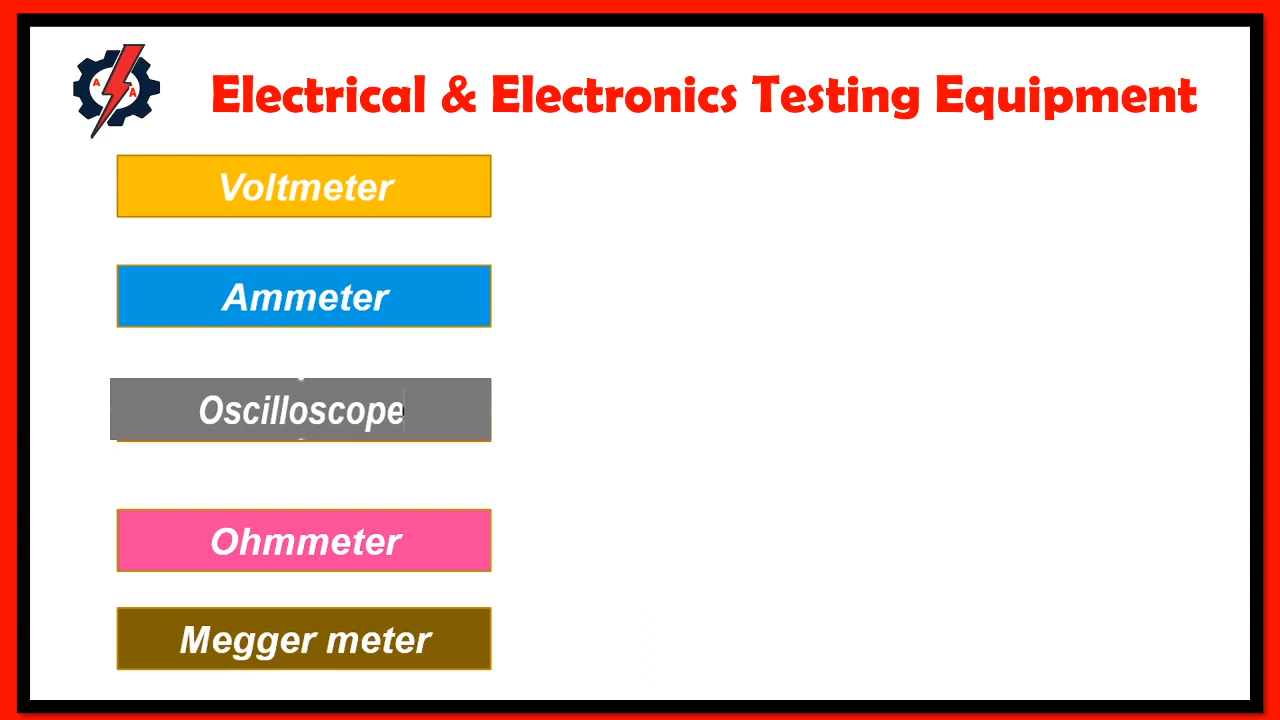 A A
Electrical & Electronics Testing Equipment
Voltmeter
Ammeter
Oscilloscope
Ohmmeter
Megger meter